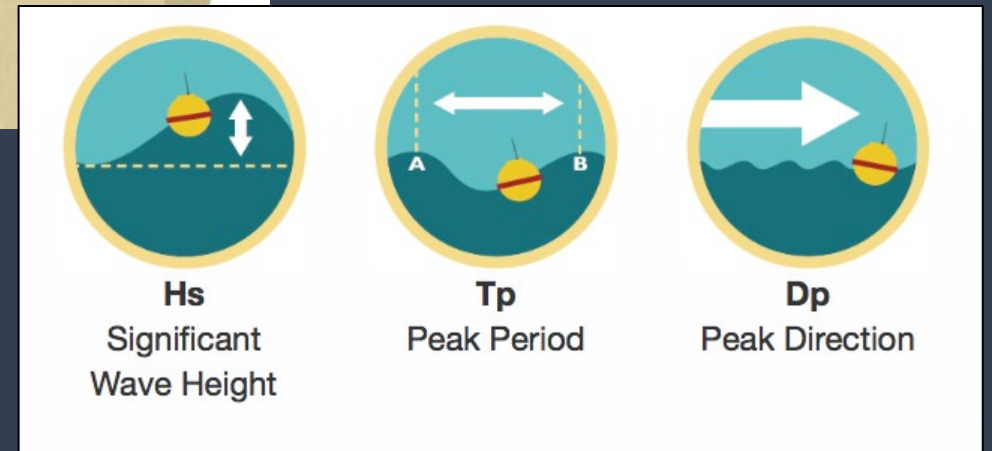 A
B
Hs
Significant
Wave Height
Tp
Peak Period
Dp
Peak Direction